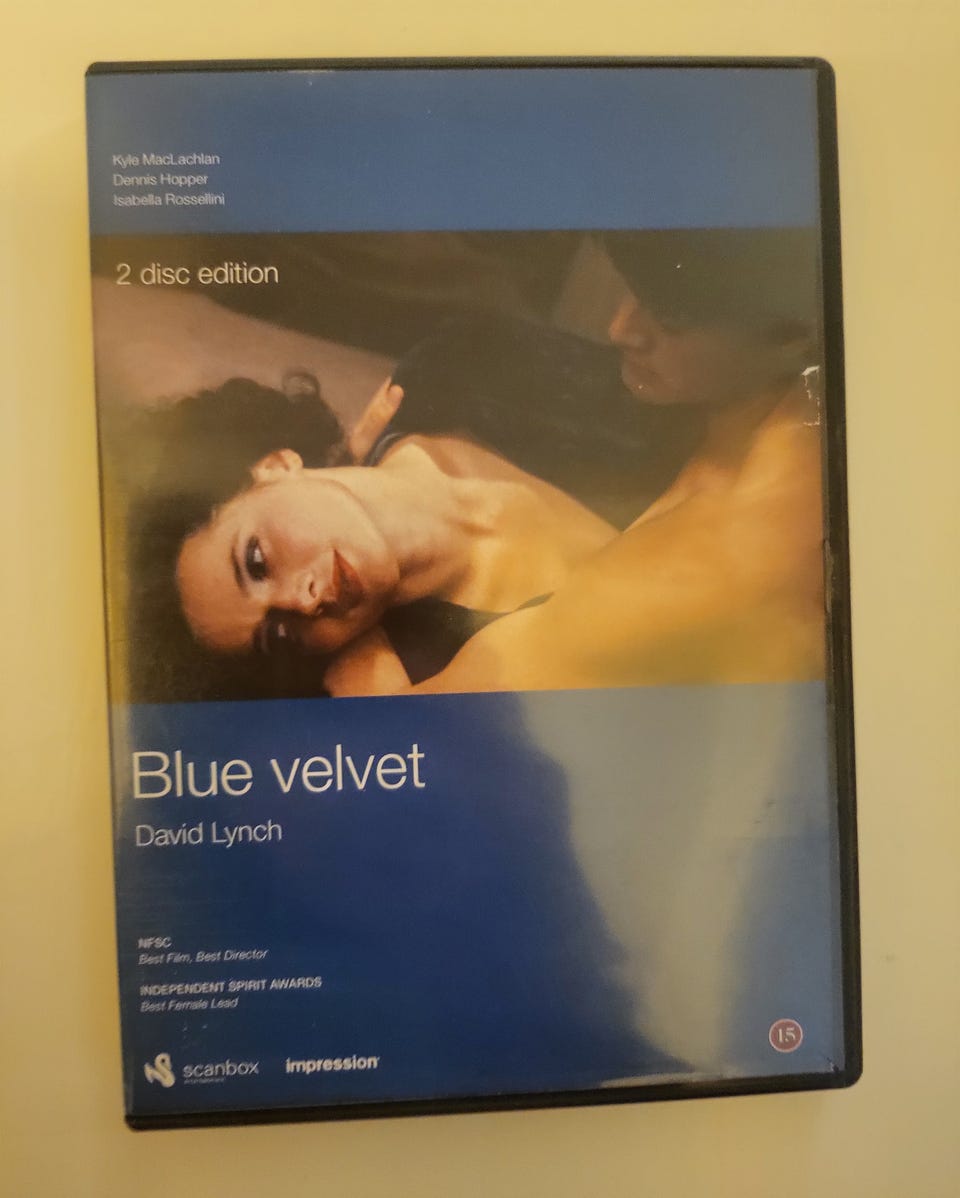 Kyle MacLachlan
Dennis Hopper
Isabella Rossellini
2 disc edition
Blue velvet
David Lynch
NFSC
Best Film, Best Director
INDEPENDENT SPIRIT AWARDS
Best Female Lead
scanbox
impression
15